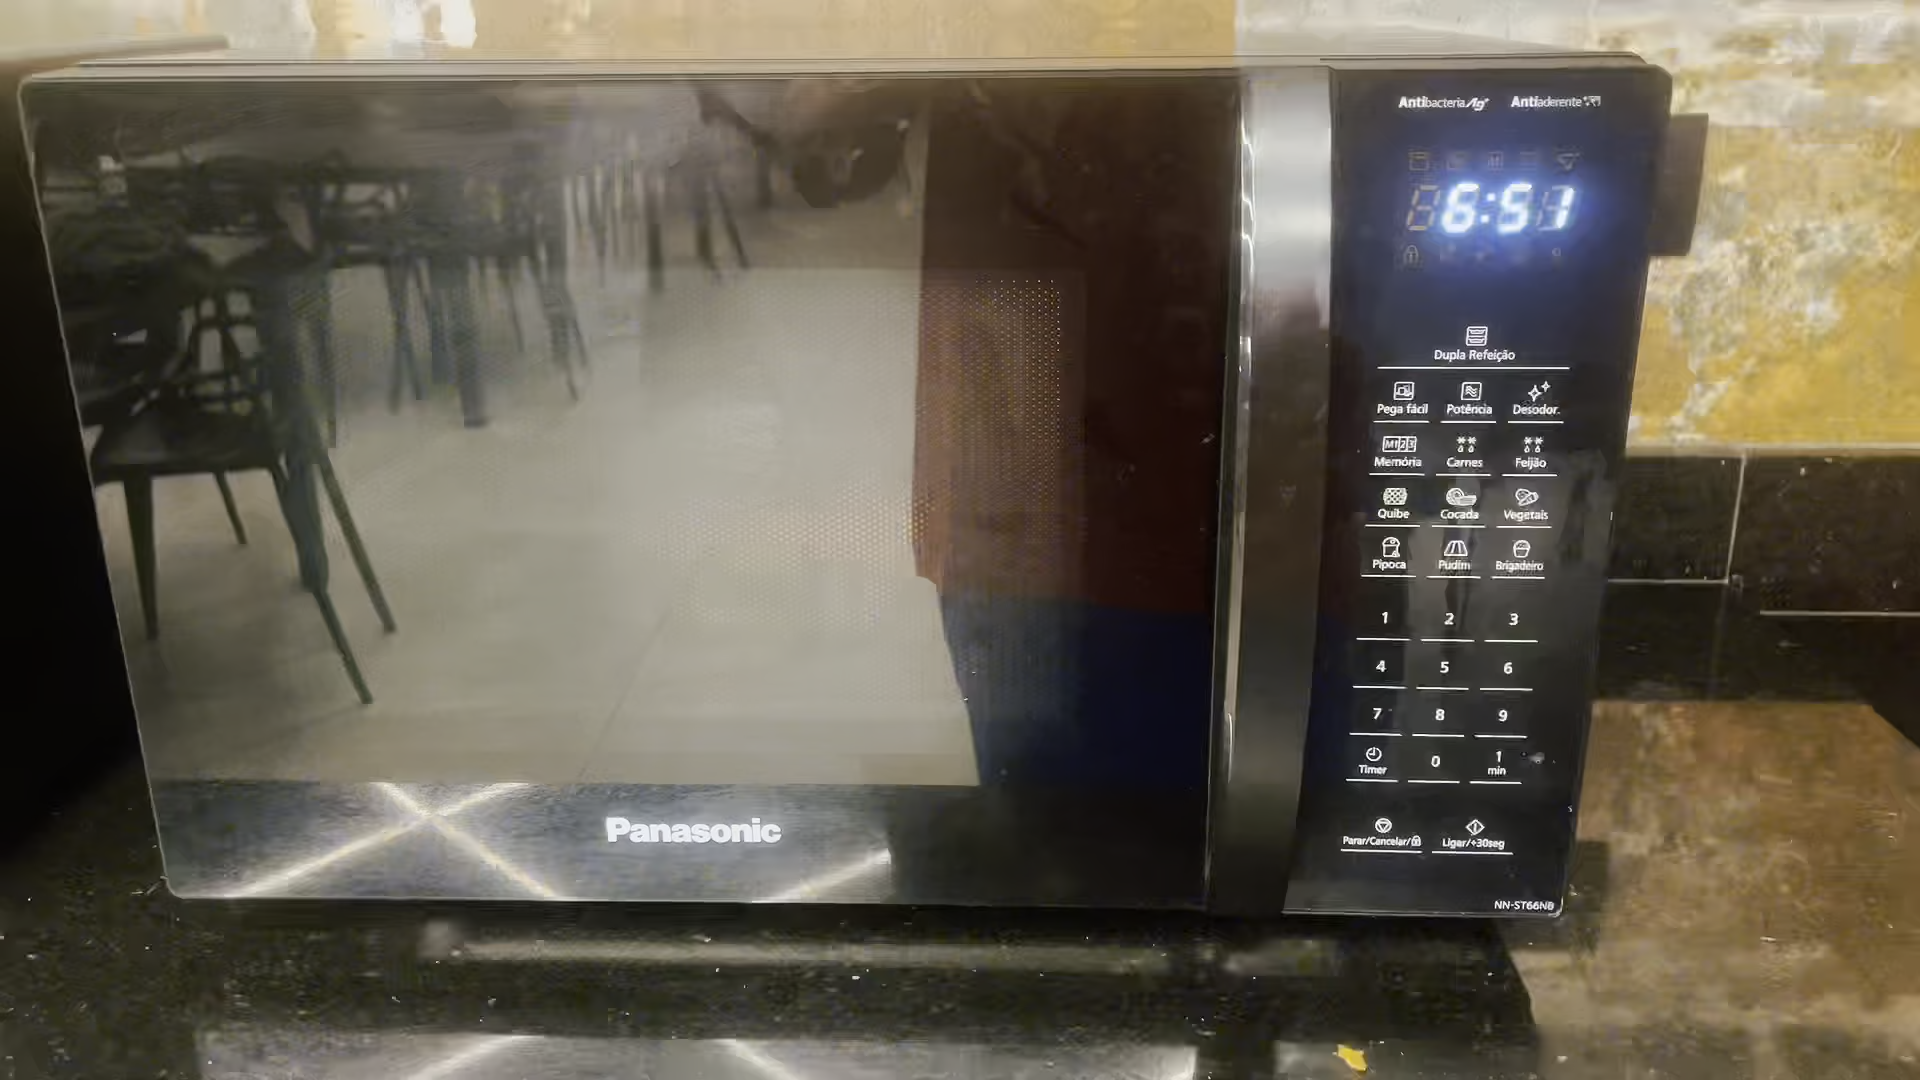 Antibacteria Ag+ Antiaderente
6:51
Dupla Refeição
Pega fácil Potência Desodor.
M123
Memória Carnes Feijão
Quibe Cocada Vegetais
Pipoca Pudim Brigadeiro
1 2 3
4 5 6
7 8 9
Timer 0 1 min
Parar/Cancelar/ Ligar/+30seg
Panasonic
NN-ST66NB